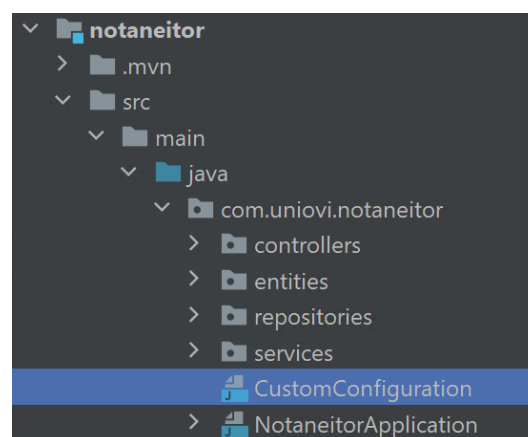 notaneitor
.mvn
src
main
java
com.uniovi.notaneitor
controllers
entities
repositories
services
CustomConfiguration
NotaneitorApplication